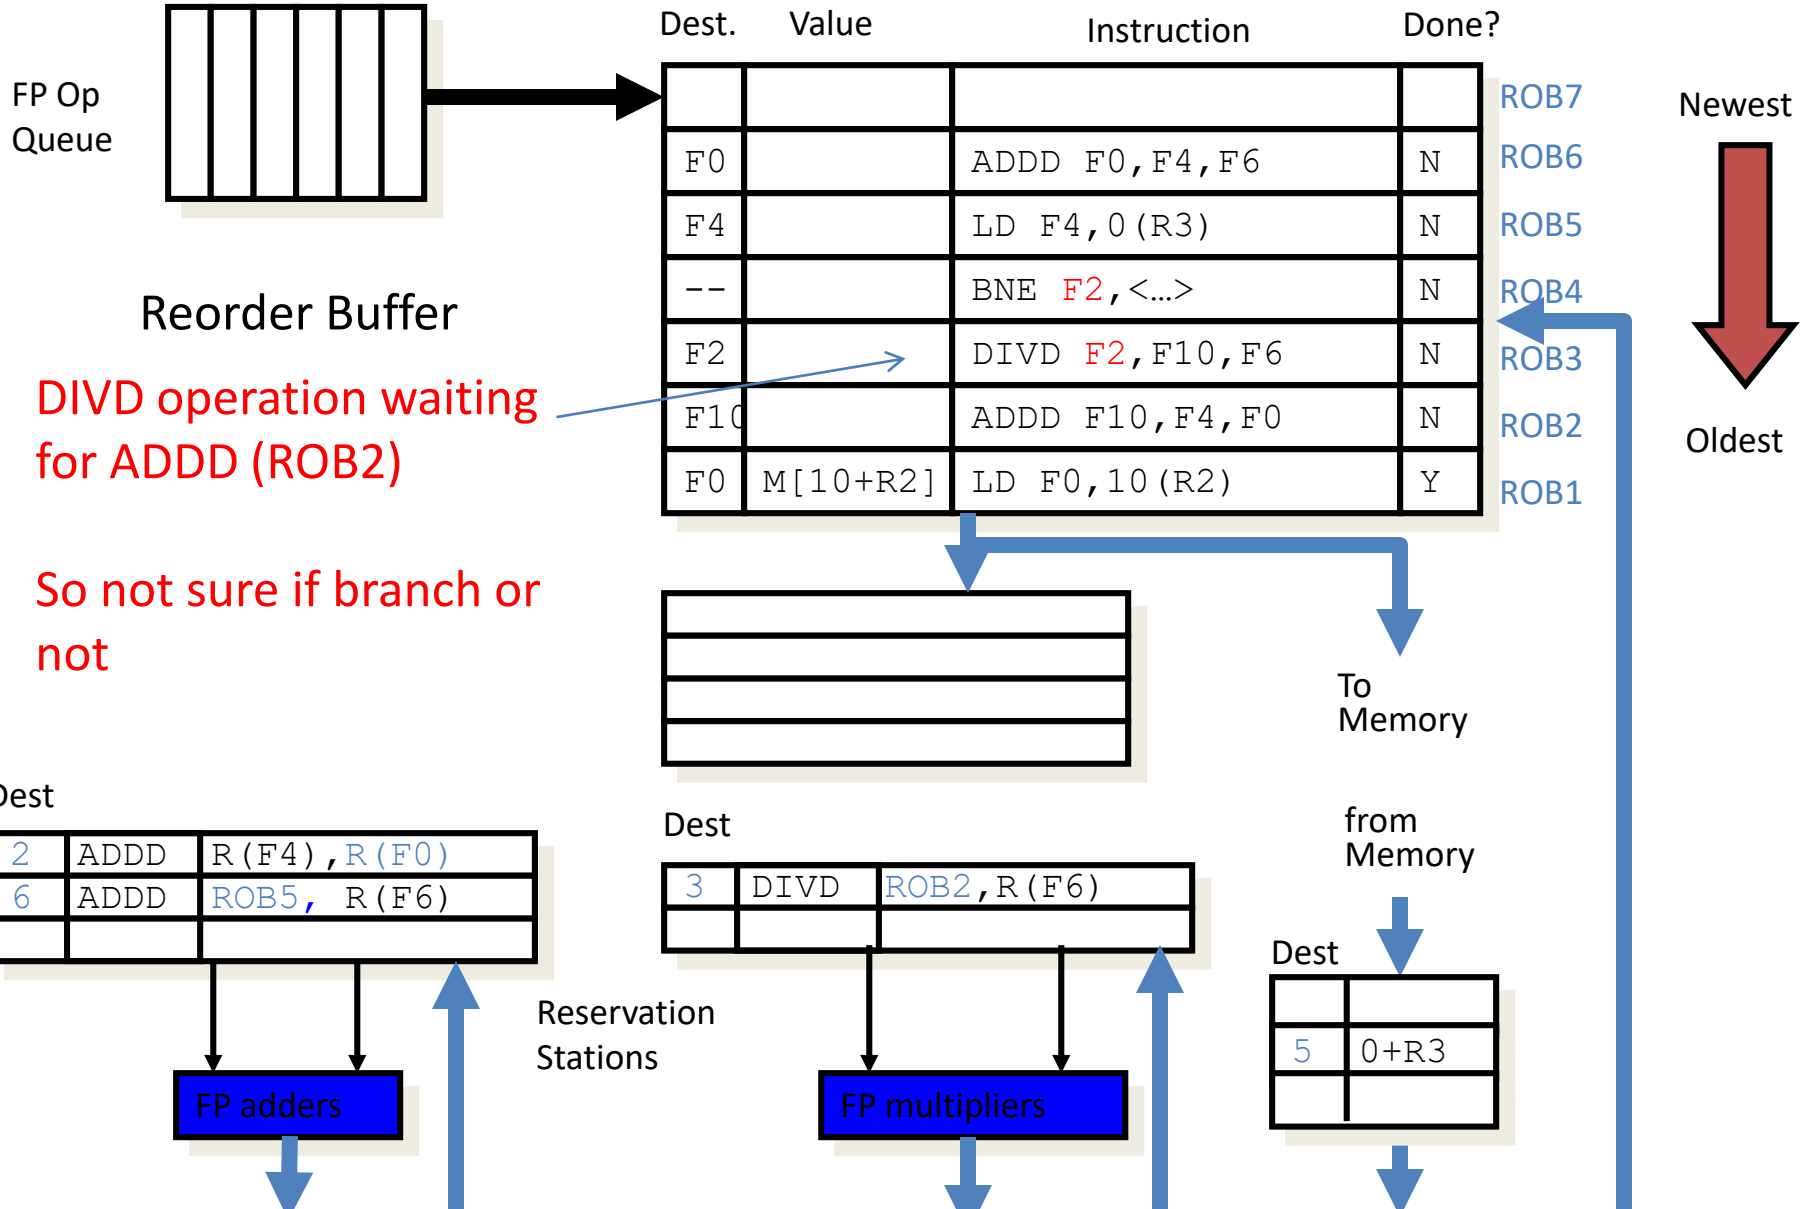 Dest. Value Instruction Done?
FP Op
Queue
ROB7
Newest
F0 ADDD F0,F4,F6 N ROB6
F4 LD F4,0(R3) N ROB5
-- BNE F2,<…> N ROB4
Reorder Buffer
F2 DIVD F2,F10,F6 N ROB3
DIVD operation waiting
for ADDD (ROB2)
F10 ADDD F10,F4,F0 N ROB2
Oldest
F0 M[10+R2] LD F0,10(R2) Y ROB1
So not sure if branch or
not
To
Memory
Dest
2 ADDD R(F4),R(F0)
6 ADDD ROB5, R(F6)
Dest
3 DIVD ROB2,R(F6)
from
Memory
Dest
5 0+R3
Reservation
Stations
FP adders
FP multipliers